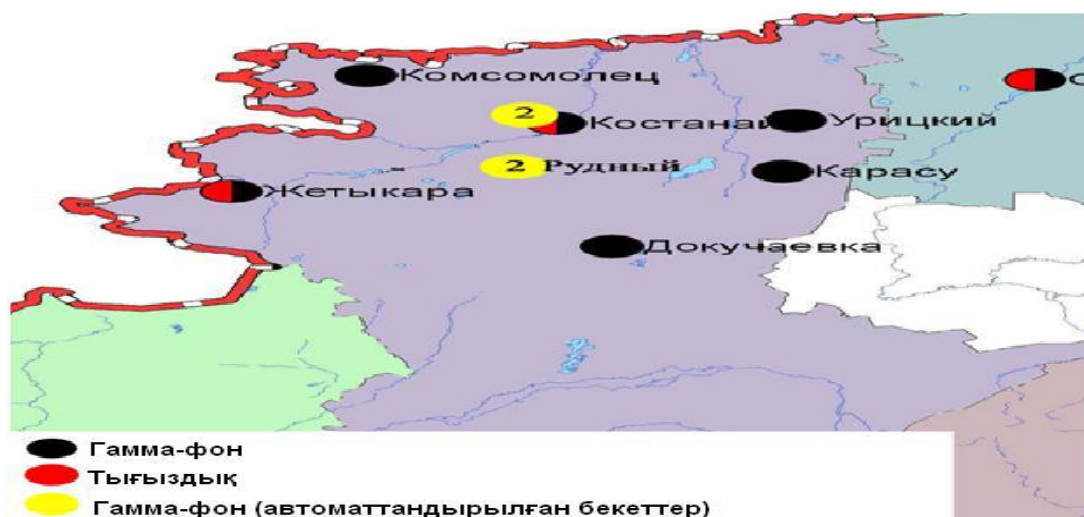 Комсомолец
2
Костанай
Урицкий
2 Рудный
Карасу
Жетыкара
Докучаевка
Гамма-фон
Тығыздық
Гамма-фон (автоматтандырылған бекеттер)